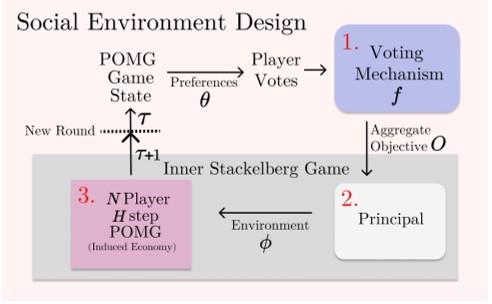 Social Environment Design
POMG
Game
State
Preferences
θ
Player
Votes
1.
Voting
Mechanism
f
τ
New Round
τ+1
Aggregate
Objective O
Inner Stackelberg Game
3.
N Player
H step
POMG
(Induced Economy)
Environment
ϕ
2.
Principal